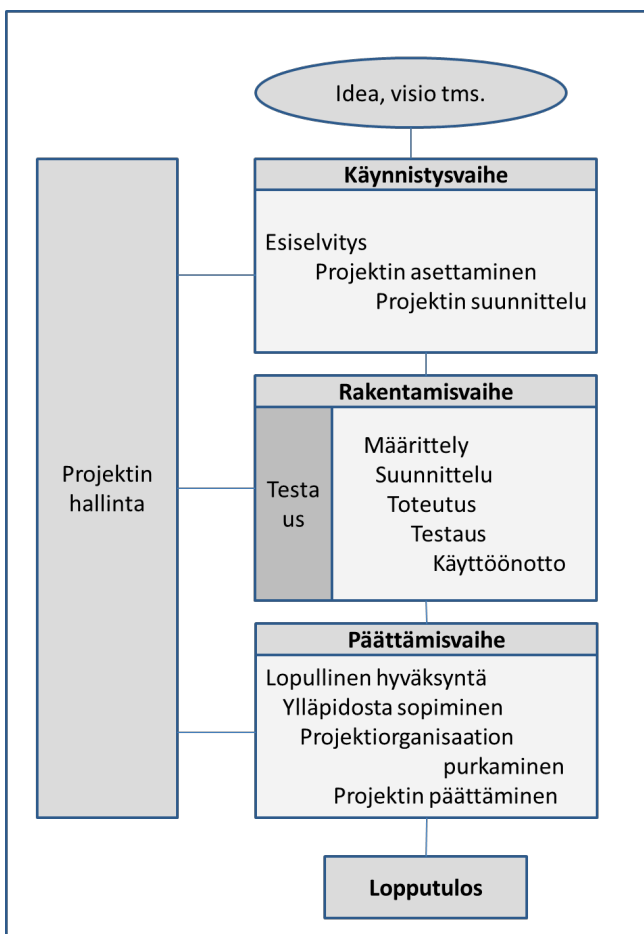 Idea, visio tms.
Käynnistysvaihe
Esiselvitys
Projektin asettaminen
Projektin suunnittelu
Projektin
hallinta
Rakentamisvaihe
Testa
us
Määrittely
Suunnittelu
Toteutus
Testaus
Käyttöönotto
Päättämisvaihe
Lopullinen hyväksyntä
Ylläpidosta sopiminen
Projektiorganisaation
purkaminen
Projektin päättäminen
Lopputulos